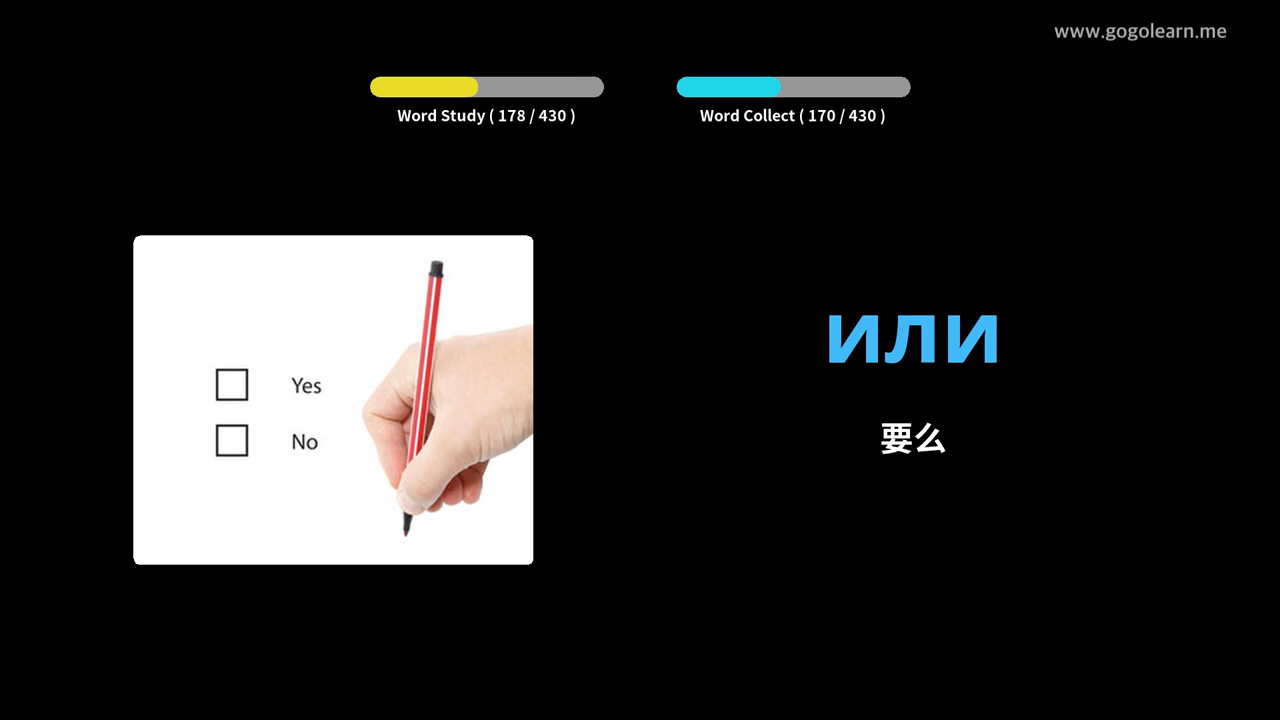 www.gogolearn.me
Word Study ( 178 / 430 )
Word Collect ( 170 / 430 )
Yes
No
или
要么